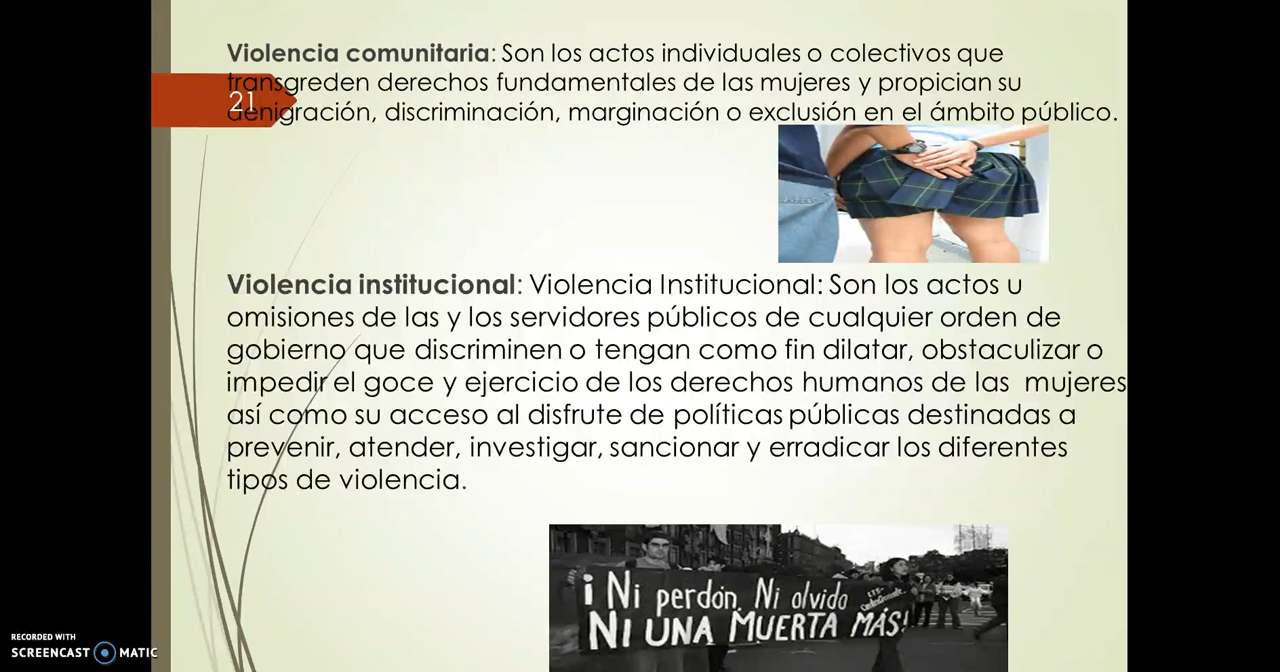 Violencia comunitaria: Son los actos individuales o colectivos que
transgreden derechos fundamentales de las mujeres y propician su
21
denigración, discriminación, marginación o exclusión en el ámbito público.
Violencia institucional: Violencia Institucional: Son los actos u
omisiones de las y los servidores públicos de cualquier orden de
gobierno que discriminen o tengan como fin dilatar, obstaculizar o
impedir el goce y ejercicio de los derechos humanos de las mujeres
así como su acceso al disfrute de políticas públicas destinadas a
prevenir, atender, investigar, sancionar y erradicar los diferentes
tipos de violencia.
¡Ni perdón, Ni olvido
NI UNA MUERTA MÁS!
RECORDED WITH
SCREENCAST MATIC